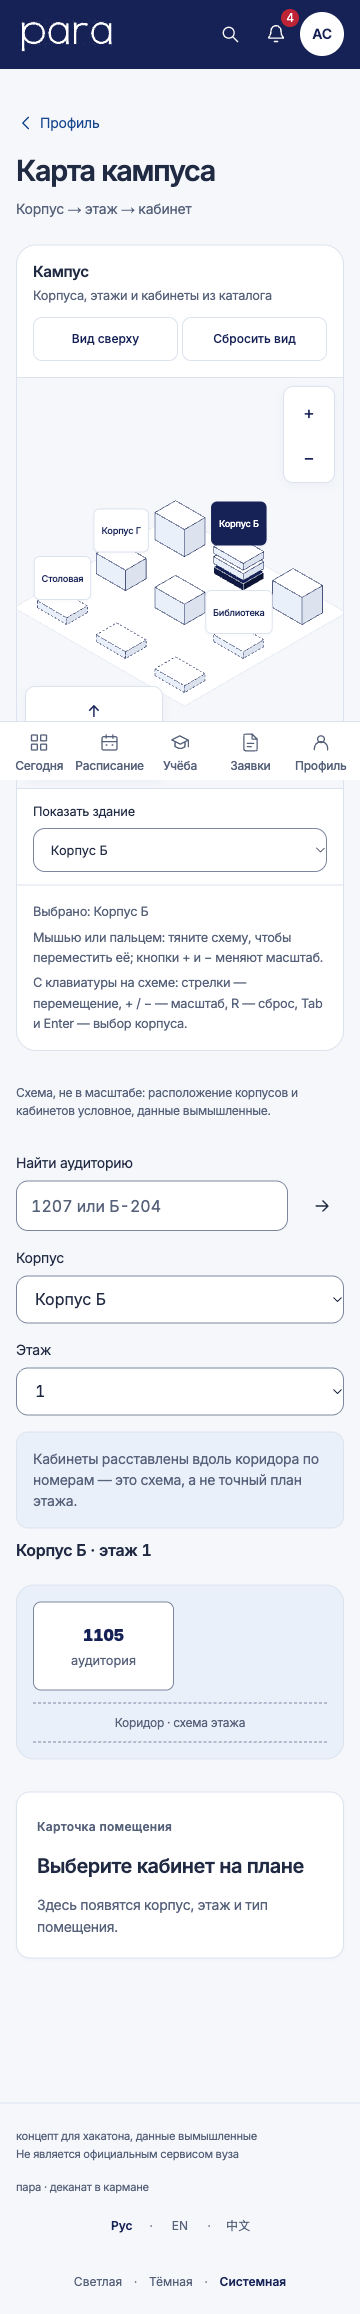 para
4
АС
Профиль
Карта кампуса
Корпус → этаж → кабинет
Кампус
Корпуса, этажи и кабинеты из каталога
Вид сверху
Сбросить вид
+
−
Корпус Г
Корпус Б
Столовая
Библиотека
↑
Сегодня
Расписание
Учёба
Заявки
Профиль
Показать здание
Корпус Б
Выбрано: Корпус Б
Мышью или пальцем: тяните схему, чтобы
переместить её; кнопки + и − меняют масштаб.
С клавиатуры на схеме: стрелки —
перемещение, + / − — масштаб, R — сброс, Tab
и Enter — выбор корпуса.
Схема, не в масштабе: расположение корпусов и
кабинетов условное, данные вымышленные.
Найти аудиторию
1207 или Б-204
→
Корпус
Корпус Б
Этаж
1
Кабинеты расставлены вдоль коридора по
номерам — это схема, а не точный план
этажа.
Корпус Б · этаж 1
1105
аудитория
Коридор · схема этажа
Карточка помещения
Выберите кабинет на плане
Здесь появятся корпус, этаж и тип
помещения.
концепт для хакатона, данные вымышленные
Не является официальным сервисом вуза
пара · деканат в кармане
Рус · EN · 中文
Светлая · Тёмная · Системная